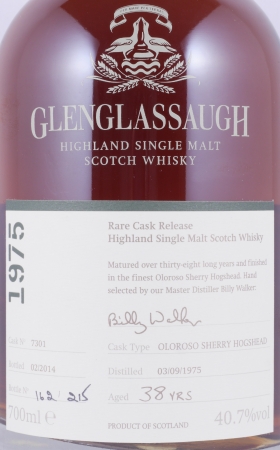 GLENGLASSAUGH
HIGHLAND SINGLE MALT
SCOTCH WHISKY
1975
Rare Cask Release
Highland Single Malt Scotch Whisky
Matured over thirty-eight long years and finished
in the finest Oloroso Sherry Hogshead. Hand
selected by our Master Distiller Billy Walker:
Billy Walker
Cask Nº 7301
Cask Type OLOROSO SHERRY HOGHEAD
Bottled 02/2014
Distilled 03/09/1975
Bottle Nº 162/215
Aged 38 YRS
700ml e
PRODUCT OF SCOTLAND
40.7%vol